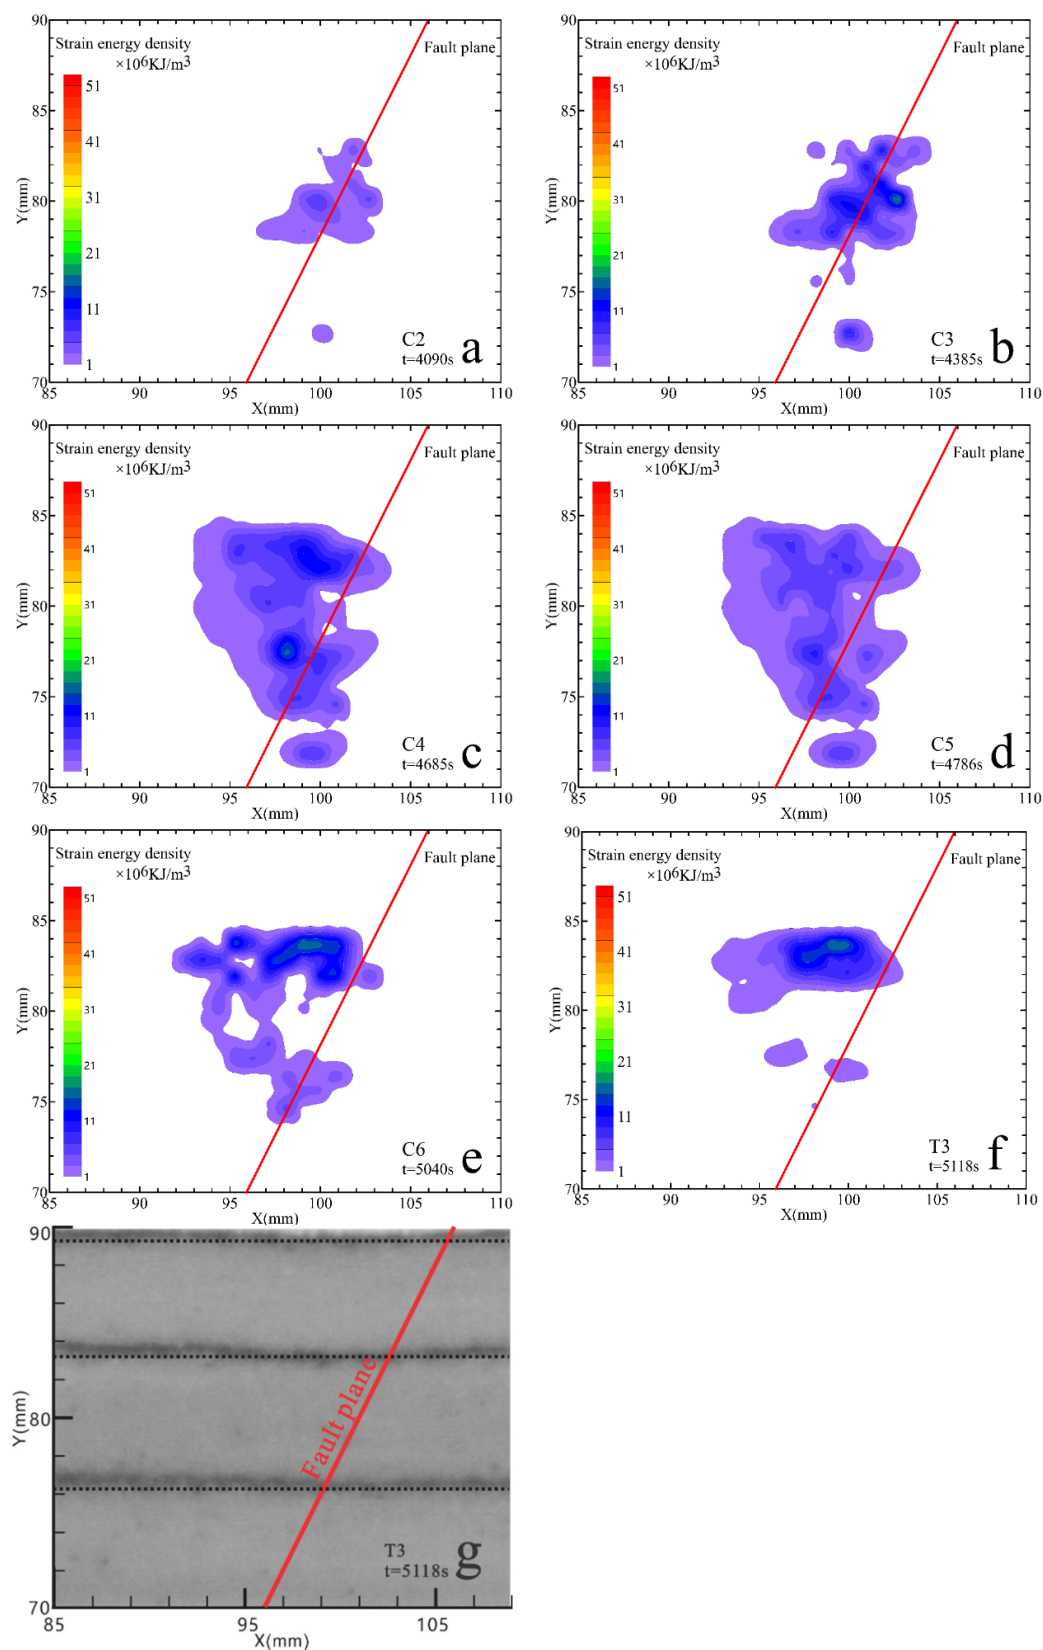 90
Strain energy density
×10⁶KJ/m³
Fault plane
51
41
31
21
11
1
85
80
75
70
Y(mm)
C2
t=4090s
a
85 90 95 100 105 110
X(mm)
90
Strain energy density
×10⁶KJ/m³
Fault plane
51
41
31
21
11
1
85
80
75
70
Y(mm)
C3
t=4385s
b
85 90 95 100 105 110
X(mm)
90
Strain energy density
×10⁶KJ/m³
Fault plane
51
41
31
21
11
1
85
80
75
70
Y(mm)
C4
t=4685s
c
85 90 95 100 105 110
X(mm)
90
Strain energy density
×10⁶KJ/m³
Fault plane
51
41
31
21
11
1
85
80
75
70
Y(mm)
C5
t=4786s
d
85 90 95 100 105 110
X(mm)
90
Strain energy density
×10⁶KJ/m³
Fault plane
51
41
31
21
11
1
85
80
75
70
Y(mm)
C6
t=5040s
e
85 90 95 100 105 110
X(mm)
90
Strain energy density
×10⁶KJ/m³
Fault plane
51
41
31
21
11
1
85
80
75
70
Y(mm)
T3
t=5118s
f
85 90 95 100 105 110
X(mm)
90
80
70
Y(mm)
Fault plane
T3
t=5118s
g
85 95 105
X(mm)